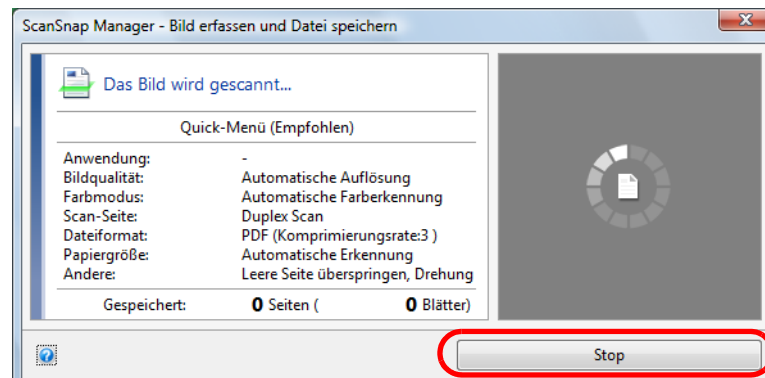 ScanSnap Manager - Bild erfassen und Datei speichern
Das Bild wird gescannt...
Quick-Menü (Empfohlen)
Anwendung: -
Bildqualität: Automatische Auflösung
Farbmodus: Automatische Farberkennung
Scan-Seite: Duplex Scan
Dateiformat: PDF (Komprimierungsrate:3 )
Papiergröße: Automatische Erkennung
Andere: Leere Seite überspringen, Drehung
Gespeichert: 0 Seiten ( 0 Blätter)
Stop